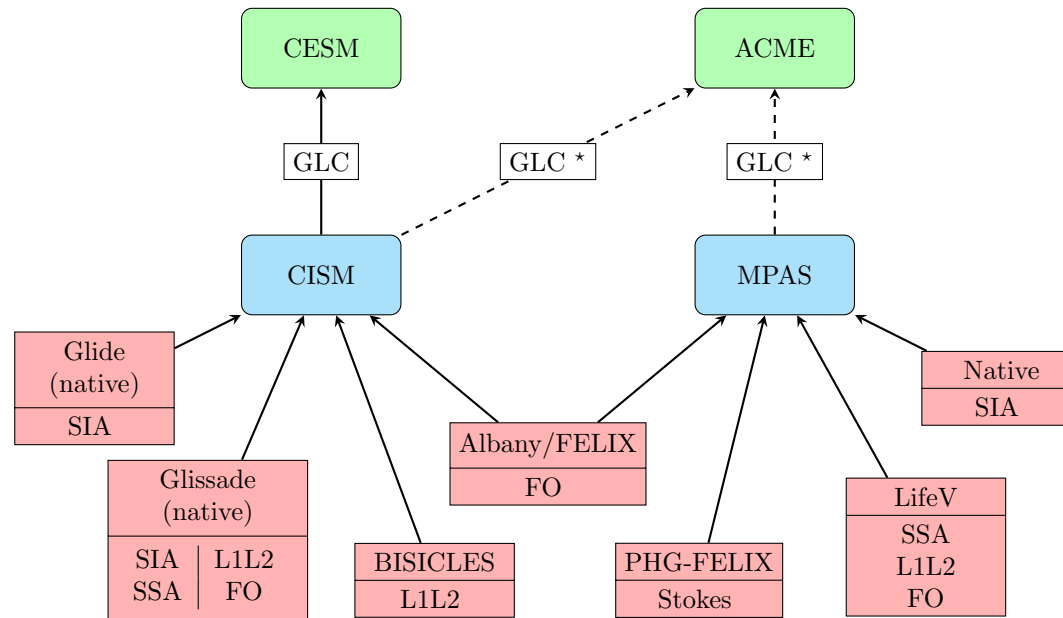 CESM
ACME
GLC
GLC ⋆
GLC ⋆
CISM
MPAS
Glide
(native)
SIA
Native
SIA
Albany/FELIX
FO
Glissade
(native)
SIA L1L2
SSA FO
LifeV
SSA
L1L2
FO
BISICLES
L1L2
PHG-FELIX
Stokes